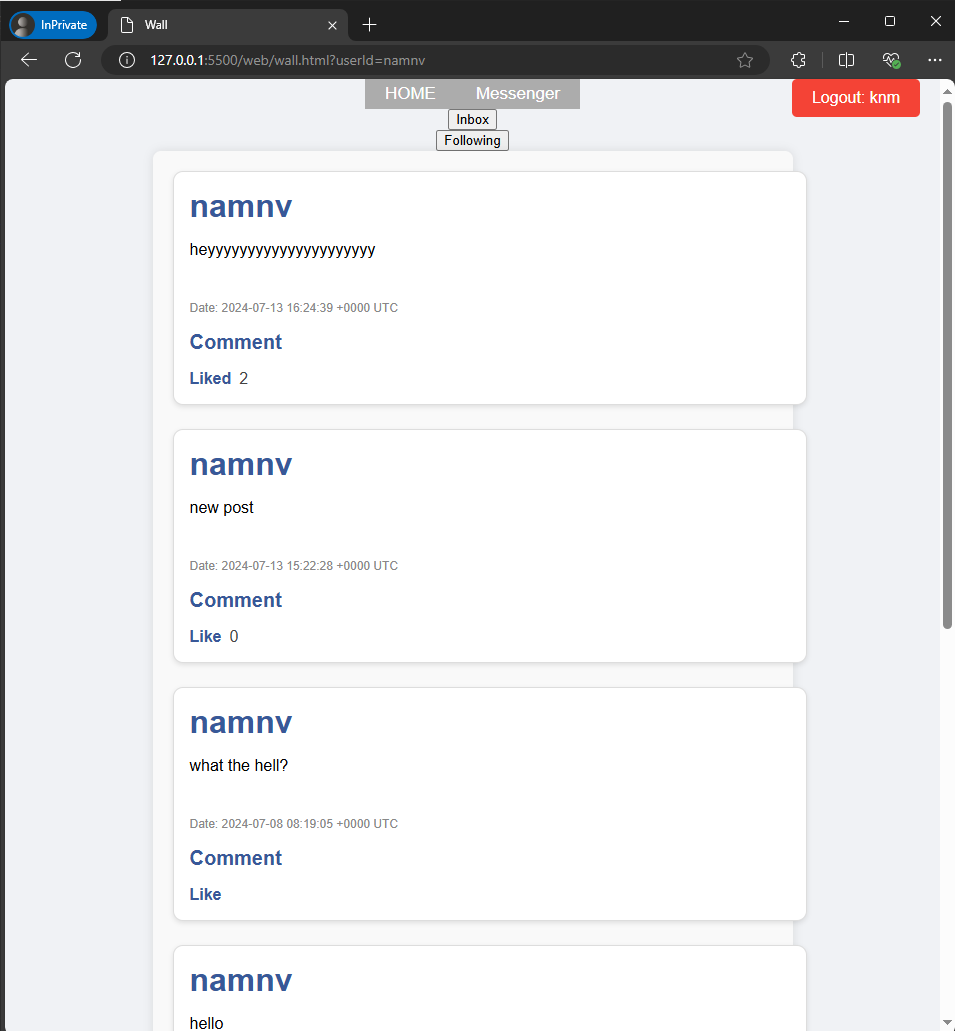 InPrivate
Wall
127.0.0.1:5500/web/wall.html?userId=namnv
HOME Messenger
Logout: knm
Inbox
Following
namnv
heyyyyyyyyyyyyyyyyyyyyy
Date: 2024-07-13 16:24:39 +0000 UTC
Comment
Liked 2
namnv
new post
Date: 2024-07-13 15:22:28 +0000 UTC
Comment
Like 0
namnv
what the hell?
Date: 2024-07-08 08:19:05 +0000 UTC
Comment
Like
namnv
hello